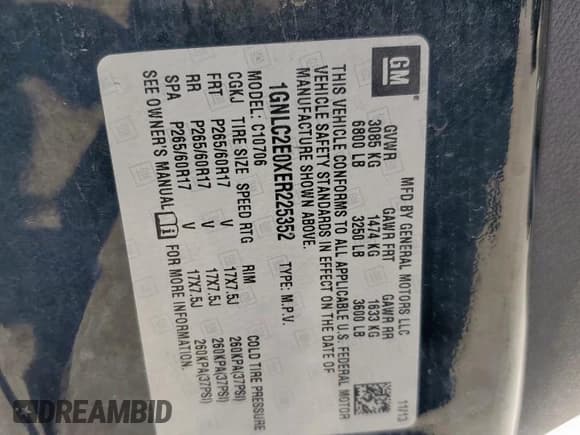 GM
MFD BY GENERAL MOTORS LLC 11/13
GVWR GAWR FRT GAWR RR
3085 KG 1474 KG 1633 KG
6800 LB 3250 LB 3600 LB
THIS VEHICLE CONFORMS TO ALL APPLICABLE U.S. FEDERAL MOTOR
VEHICLE SAFETY STANDARDS IN EFFECT ON THE DATE OF
MANUFACTURE SHOWN ABOVE.
1GNLC2E0XER225352 TYPE: M.P.V.
MODEL: C10706
CGKJ TIRE SIZE SPEED RTG RIM COLD TIRE PRESSURE
FRT P265/60R17 V 17X7.5J 260KPA(37PSI)
RR P265/60R17 V 17X7.5J 260KPA(37PSI)
SPA P265/60R17 V 17X7.5J 260KPA(37PSI)
SEE OWNER'S MANUAL FOR MORE INFORMATION.
DREAMBID